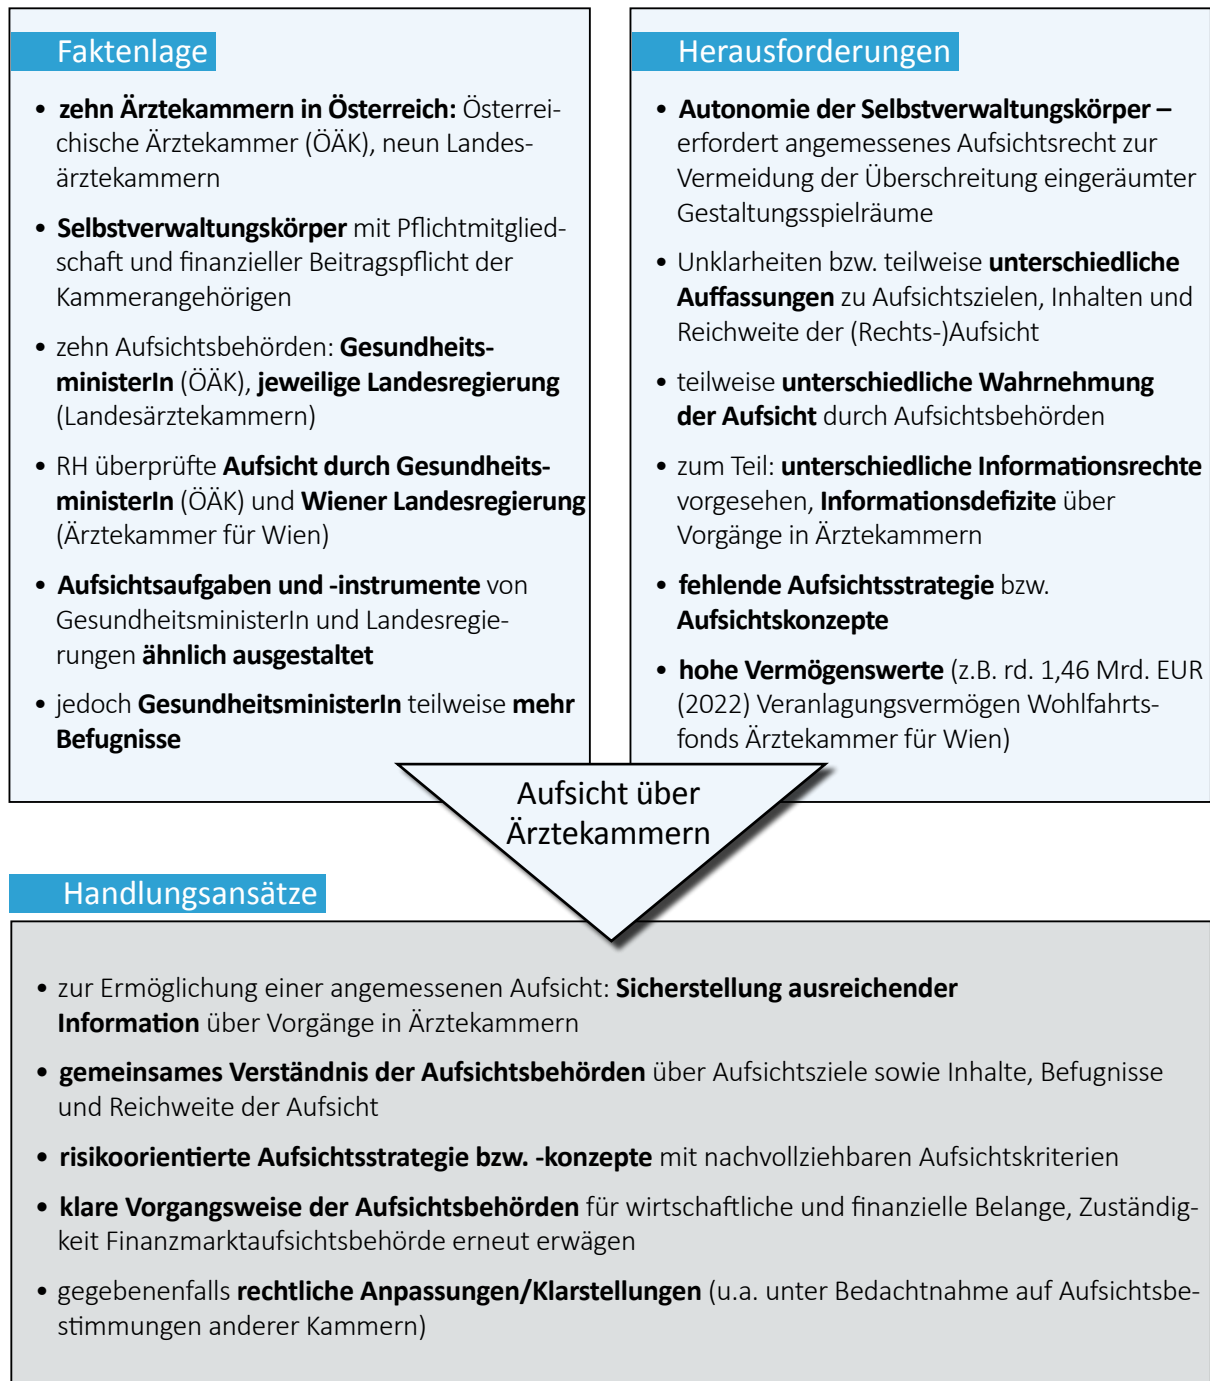 Faktenlage
• zehn Ärztekammern in Österreich: Österrei-
chische Ärztekammer (ÖÄK), neun Landes-
ärztekammern
• Selbstverwaltungskörper mit Pflichtmitglied-
schaft und finanzieller Beitragspflicht der
Kammerangehörigen
• zehn Aufsichtsbehörden: Gesundheits-
ministerIn (ÖÄK), jeweilige Landesregierung
(Landesärztekammern)
• RH überprüfte Aufsicht durch Gesundheits-
ministerIn (ÖÄK) und Wiener Landesregierung
(Ärztekammer für Wien)
• Aufsichtsaufgaben und -instrumente von
GesundheitsministerIn und Landesregie-
rungen ähnlich ausgestaltet
• jedoch GesundheitsministerIn teilweise mehr
Befugnisse
Herausforderungen
• Autonomie der Selbstverwaltungskörper –
erfordert angemessenes Aufsichtsrecht zur
Vermeidung der Überschreitung eingeräumter
Gestaltungsspielräume
• Unklarheiten bzw. teilweise unterschiedliche
Auffassungen zu Aufsichtszielen, Inhalten und
Reichweite der (Rechts-)Aufsicht
• teilweise unterschiedliche Wahrnehmung
der Aufsicht durch Aufsichtsbehörden
• zum Teil: unterschiedliche Informationsrechte
vorgesehen, Informationsdefizite über
Vorgänge in Ärztekammern
• fehlende Aufsichtsstrategie bzw.
Aufsichtskonzepte
• hohe Vermögenswerte (z.B. rd. 1,46 Mrd. EUR
(2022) Veranlagungsvermögen Wohlfahrts-
fonds Ärztekammer für Wien)
Aufsicht über
Ärztekammern
Handlungsansätze
• zur Ermöglichung einer angemessenen Aufsicht: Sicherstellung ausreichender
Information über Vorgänge in Ärztekammern
• gemeinsames Verständnis der Aufsichtsbehörden über Aufsichtsziele sowie Inhalte, Befugnisse
und Reichweite der Aufsicht
• risikoorientierte Aufsichtsstrategie bzw. -konzepte mit nachvollziehbaren Aufsichtskriterien
• klare Vorgangsweise der Aufsichtsbehörden für wirtschaftliche und finanzielle Belange, Zuständig-
keit Finanzmarktaufsichtsbehörde erneut erwägen
• gegebenenfalls rechtliche Anpassungen/Klarstellungen (u.a. unter Bedachtnahme auf Aufsichtsbe-
stimmungen anderer Kammern)